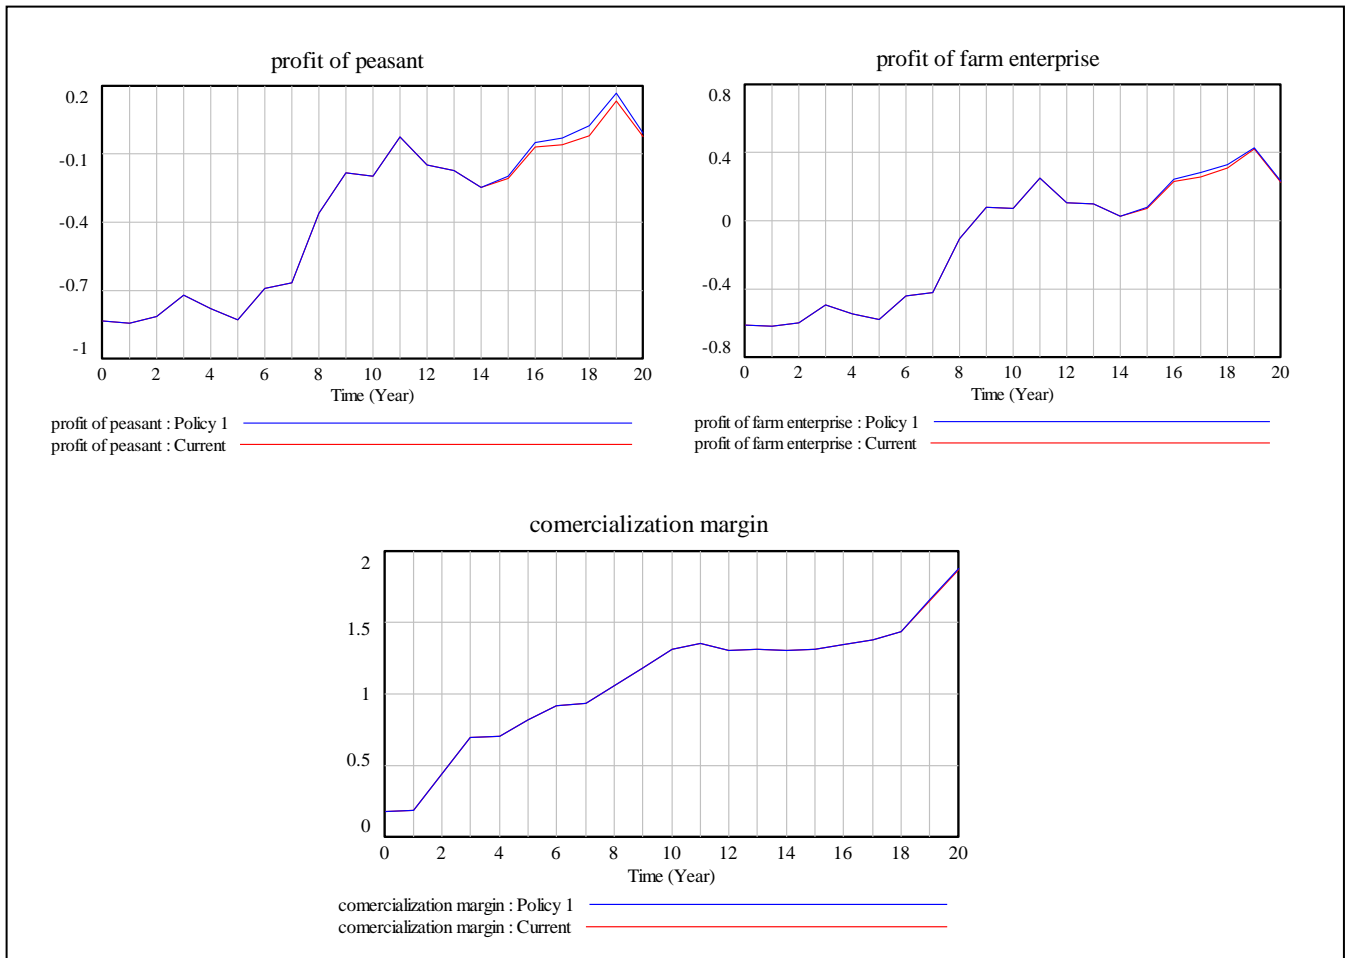 profit of peasant
0.2
-0.1
-0.4
-0.7
-1
0 2 4 6 8 10 12 14 16 18 20
Time (Year)
profit of peasant : Policy 1
profit of peasant : Current
profit of farm enterprise
0.8
0.4
0
-0.4
-0.8
0 2 4 6 8 10 12 14 16 18 20
Time (Year)
profit of farm enterprise : Policy 1
profit of farm enterprise : Current
comercialization margin
2
1.5
1
0.5
0
0 2 4 6 8 10 12 14 16 18 20
Time (Year)
comercialization margin : Policy 1
comercialization margin : Current